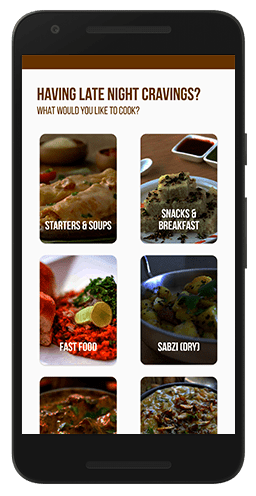 HAVING LATE NIGHT CRAVINGS?
WHAT WOULD YOU LIKE TO COOK?
STARTERS & SOUPS
SNACKS &
BREAKFAST
FAST FOOD
SABZI (DRY)